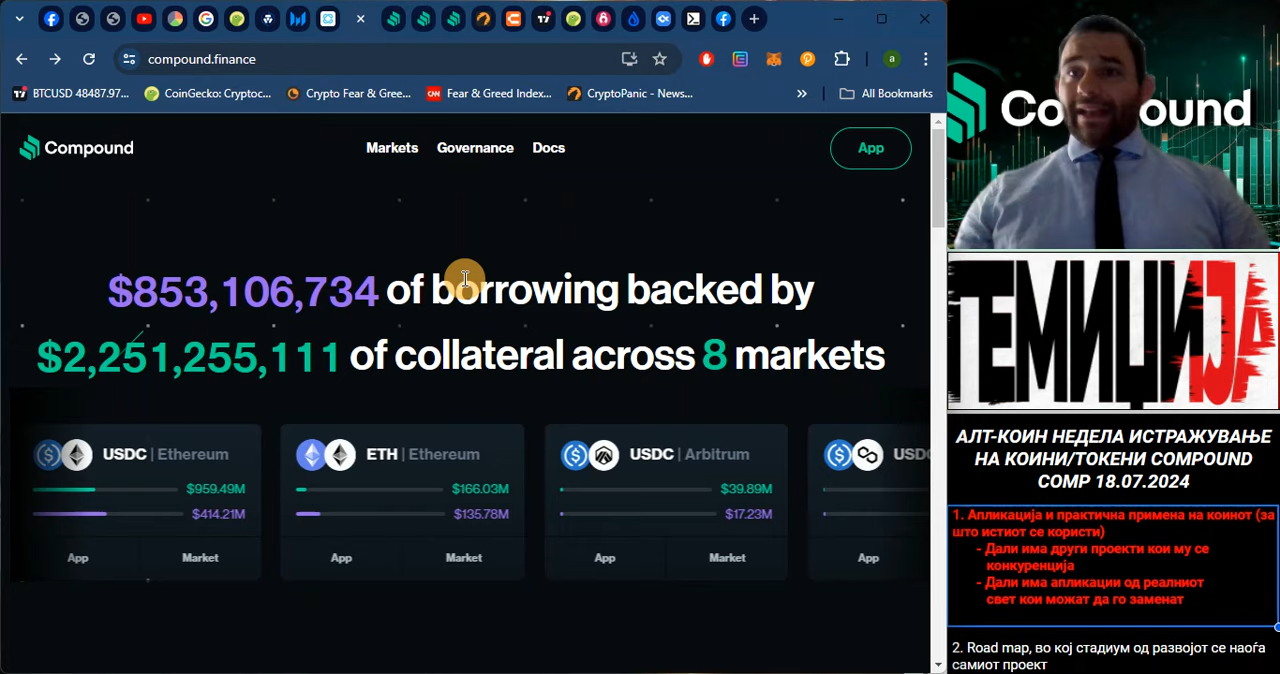 compound.finance
a
BTCUSD 48487.97...
CoinGecko: Cryptoc...
Crypto Fear & Gree...
CNN
Fear & Greed Index...
CryptoPanic - News...
»
All Bookmarks
Compound
Markets
Governance
Docs
App
$853,106,734 of borrowing backed by
$2,251,255,111 of collateral across 8 markets
USDC | Ethereum
$959.49M
$414.21M
App
Market
ETH | Ethereum
$166.03M
$135.78M
App
Market
USDC | Arbitrum
$39.89M
$17.23M
App
Market
USDC
App
Co ound
ТЕМИЏИЈА
АЛТ-КОИН НЕДЕЛА ИСТРАЖУВАЊЕ
НА КОИНИ/ТОКЕНИ COMPOUND
COMP 18.07.2024
1. Апликација и практична примена на коинот (за
што истиот се користи)
- Дали има други проекти кои му се
конкуренција
- Дали има апликации од реалниот
свет кои можат да го заменат
2. Road map, во кој стадиум од развојот се наоѓа
самиот проект